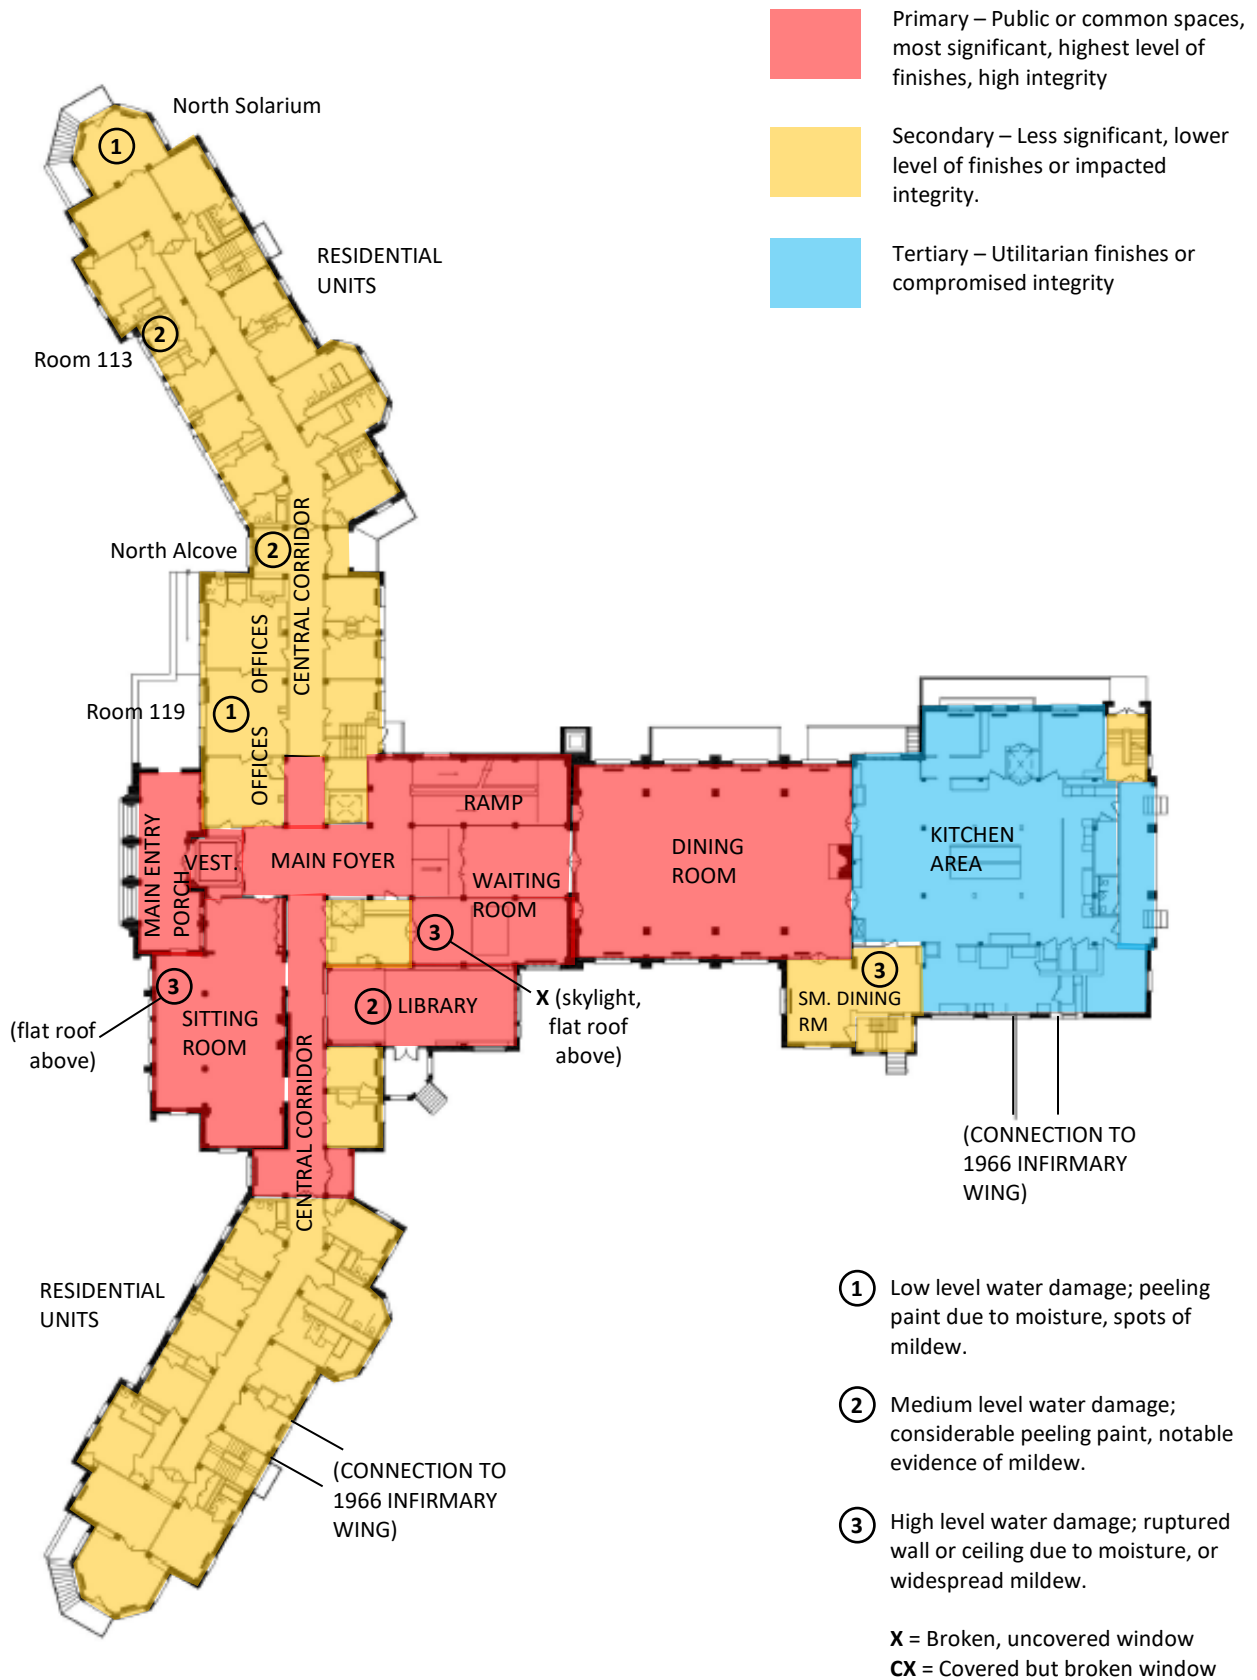 Primary – Public or common spaces,
most significant, highest level of
finishes, high integrity
Secondary – Less significant, lower
level of finishes or impacted
integrity.
Tertiary – Utilitarian finishes or
compromised integrity
North Solarium
1
RESIDENTIAL
UNITS
2
Room 113
North Alcove
2
CENTRAL CORRIDOR
OFFICES
Room 119
1
OFFICES
OFFICES
RAMP
MAIN ENTRY
PORCH
VEST.
MAIN FOYER
WAITING
ROOM
DINING
ROOM
KITCHEN
AREA
3
3
SM. DINING
RM
3
(flat roof
above)
SITTING
ROOM
2
LIBRARY
X (skylight,
flat roof
above)
CENTRAL CORRIDOR
(CONNECTION TO
1966 INFIRMARY
WING)
RESIDENTIAL
UNITS
(CONNECTION TO
1966 INFIRMARY
WING)
1 Low level water damage; peeling
paint due to moisture, spots of
mildew.
2 Medium level water damage;
considerable peeling paint, notable
evidence of mildew.
3 High level water damage; ruptured
wall or ceiling due to moisture, or
widespread mildew.
X = Broken, uncovered window
CX = Covered but broken window